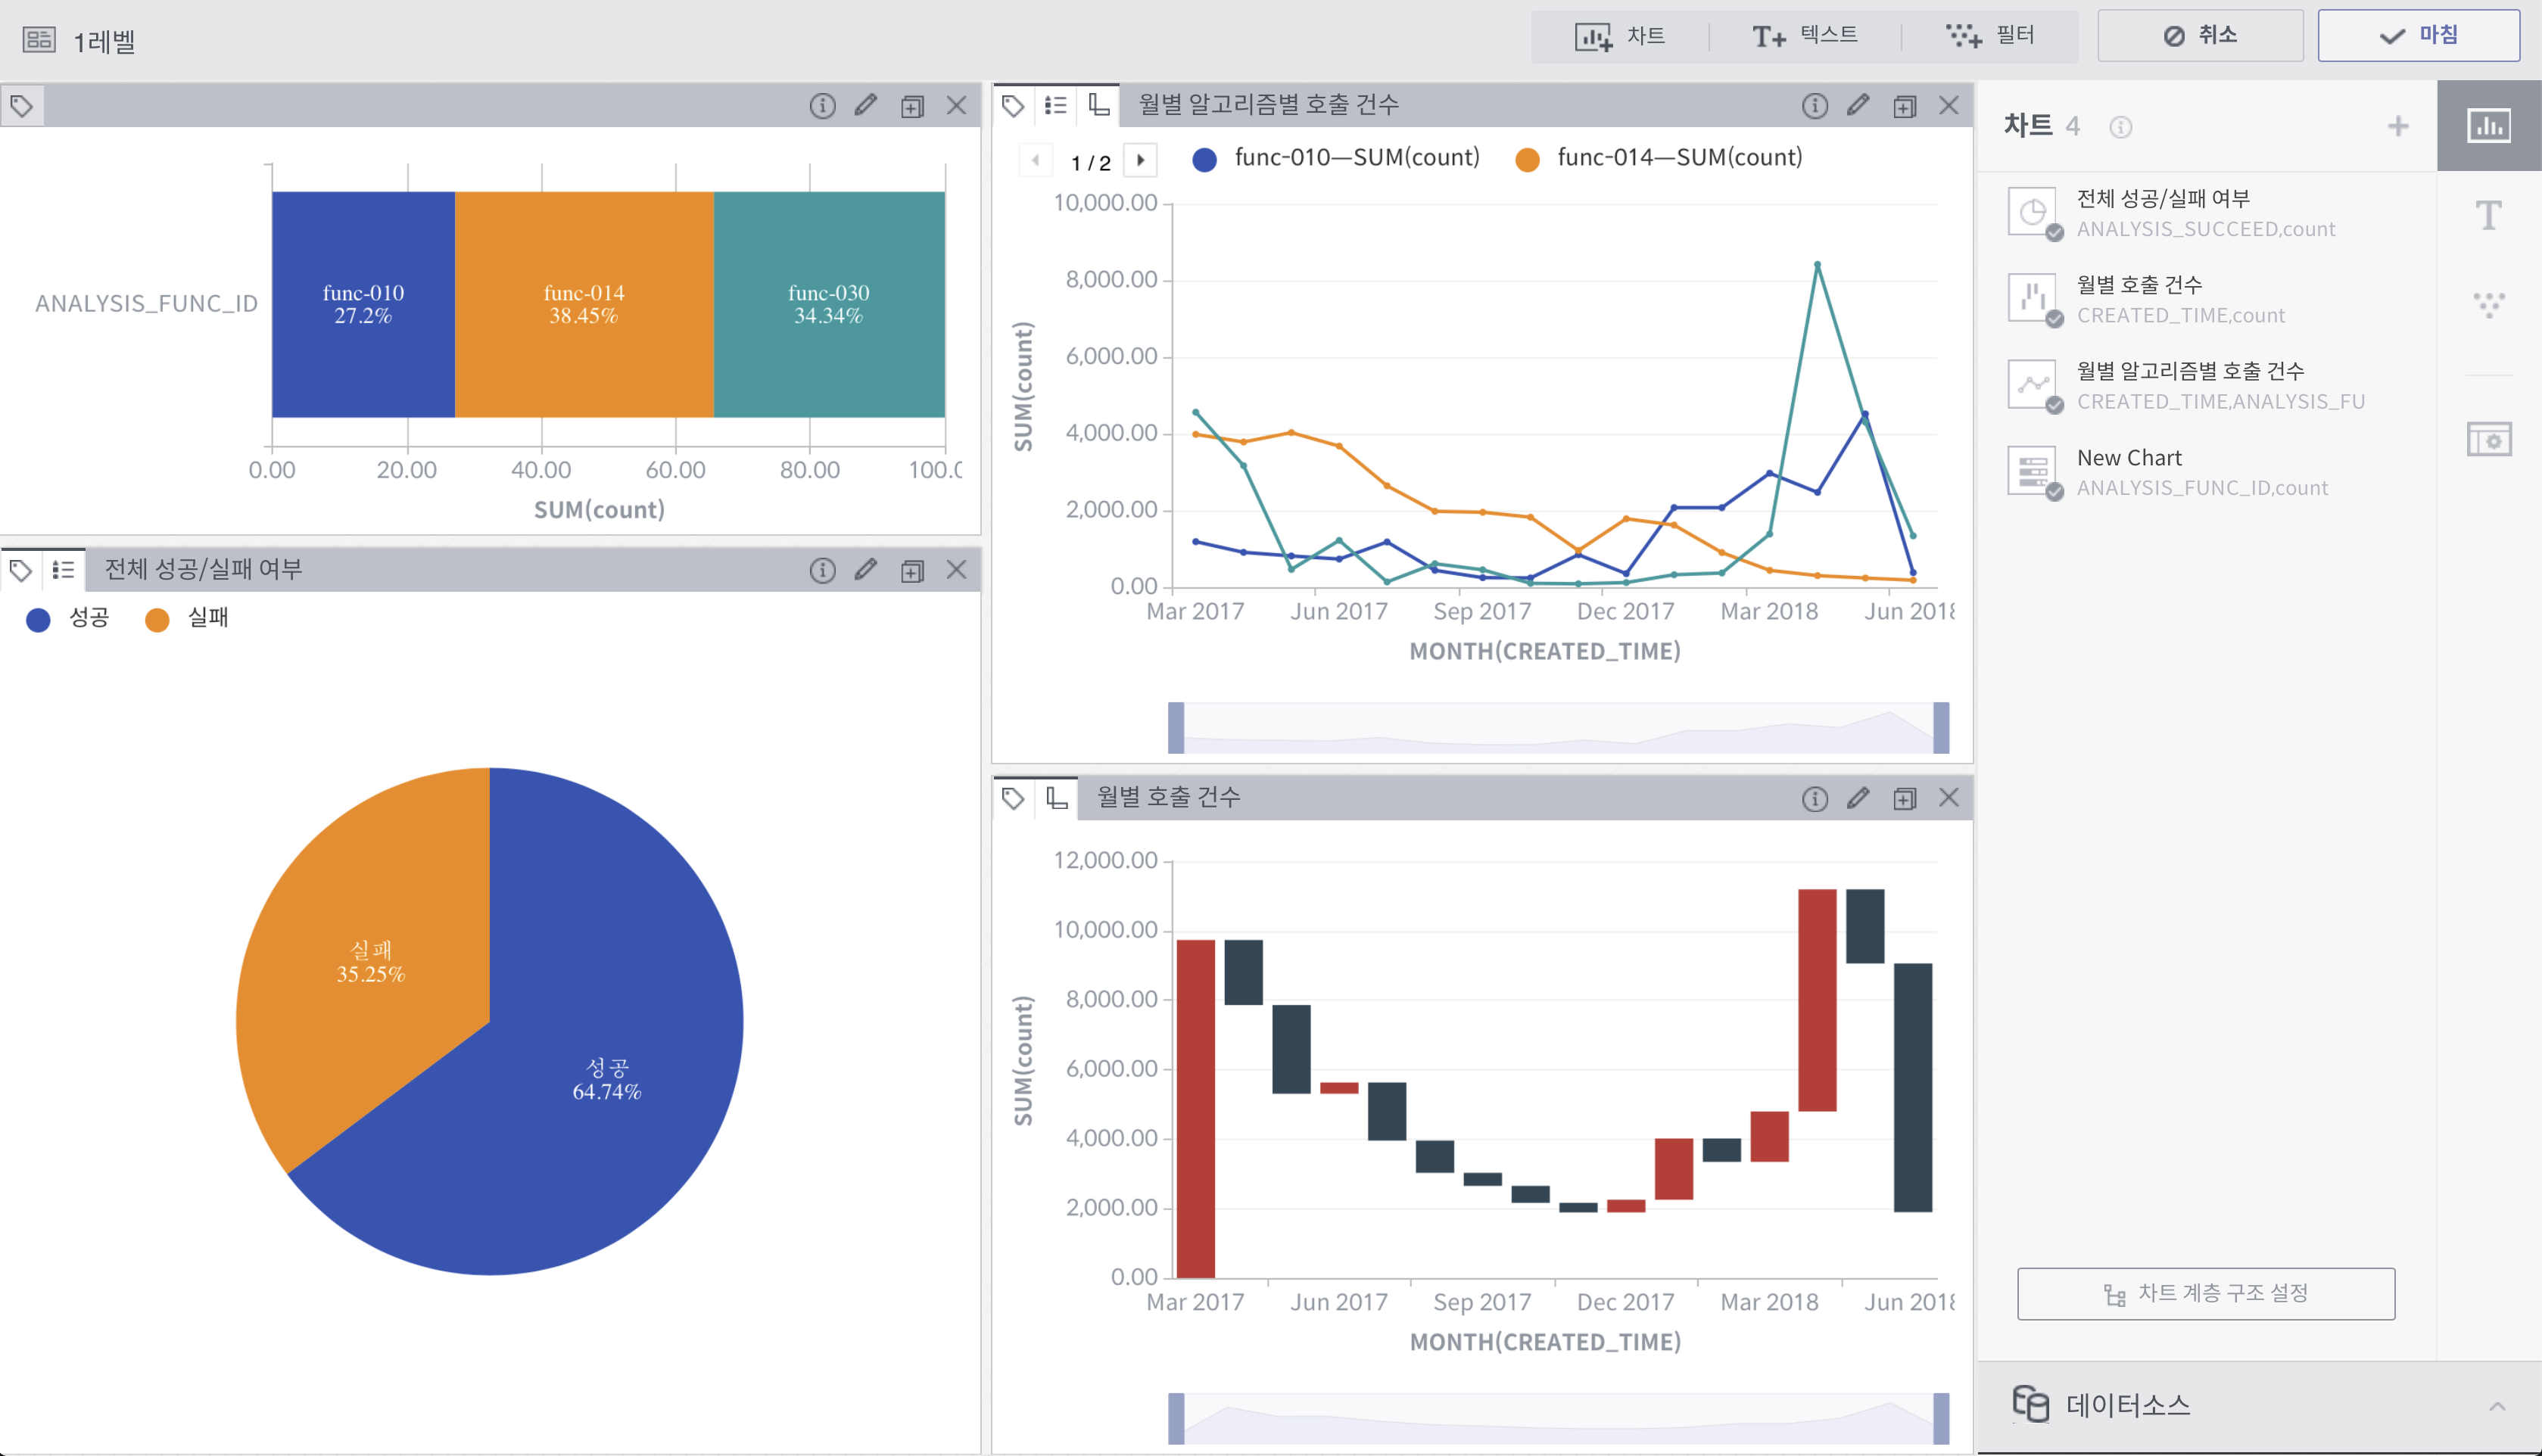 1레벨
차트
텍스트
필터
취소
마침
ANALYSIS_FUNC_ID
func-010
27.2%
func-014
38.45%
func-030
34.34%
0.00
20.00
40.00
60.00
80.00
100.0
SUM(count)
전체 성공/실패 여부
성공
실패
실패
35.25%
성공
64.74%
월별 알고리즘별 호출 건수
1 / 2
func-010—SUM(count)
func-014—SUM(count)
10,000.00
8,000.00
6,000.00
4,000.00
2,000.00
0.00
SUM(count)
Mar 2017
Jun 2017
Sep 2017
Dec 2017
Mar 2018
Jun 2018
MONTH(CREATED_TIME)
월별 호출 건수
12,000.00
10,000.00
8,000.00
6,000.00
4,000.00
2,000.00
0.00
SUM(count)
Mar 2017
Jun 2017
Sep 2017
Dec 2017
Mar 2018
Jun 2018
MONTH(CREATED_TIME)
차트 4
전체 성공/실패 여부
ANALYSIS_SUCCEED,count
월별 호출 건수
CREATED_TIME,count
월별 알고리즘별 호출 건수
CREATED_TIME,ANALYSIS_FU
New Chart
ANALYSIS_FUNC_ID,count
차트 계층 구조 설정
데이터소스